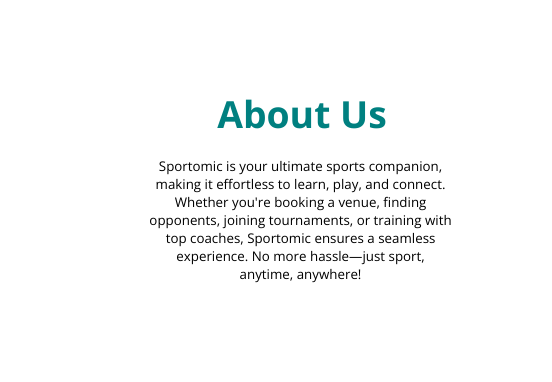 About Us
Sportomic is your ultimate sports companion,
making it effortless to learn, play, and connect.
Whether you're booking a venue, finding
opponents, joining tournaments, or training with
top coaches, Sportomic ensures a seamless
experience. No more hassle—just sport,
anytime, anywhere!